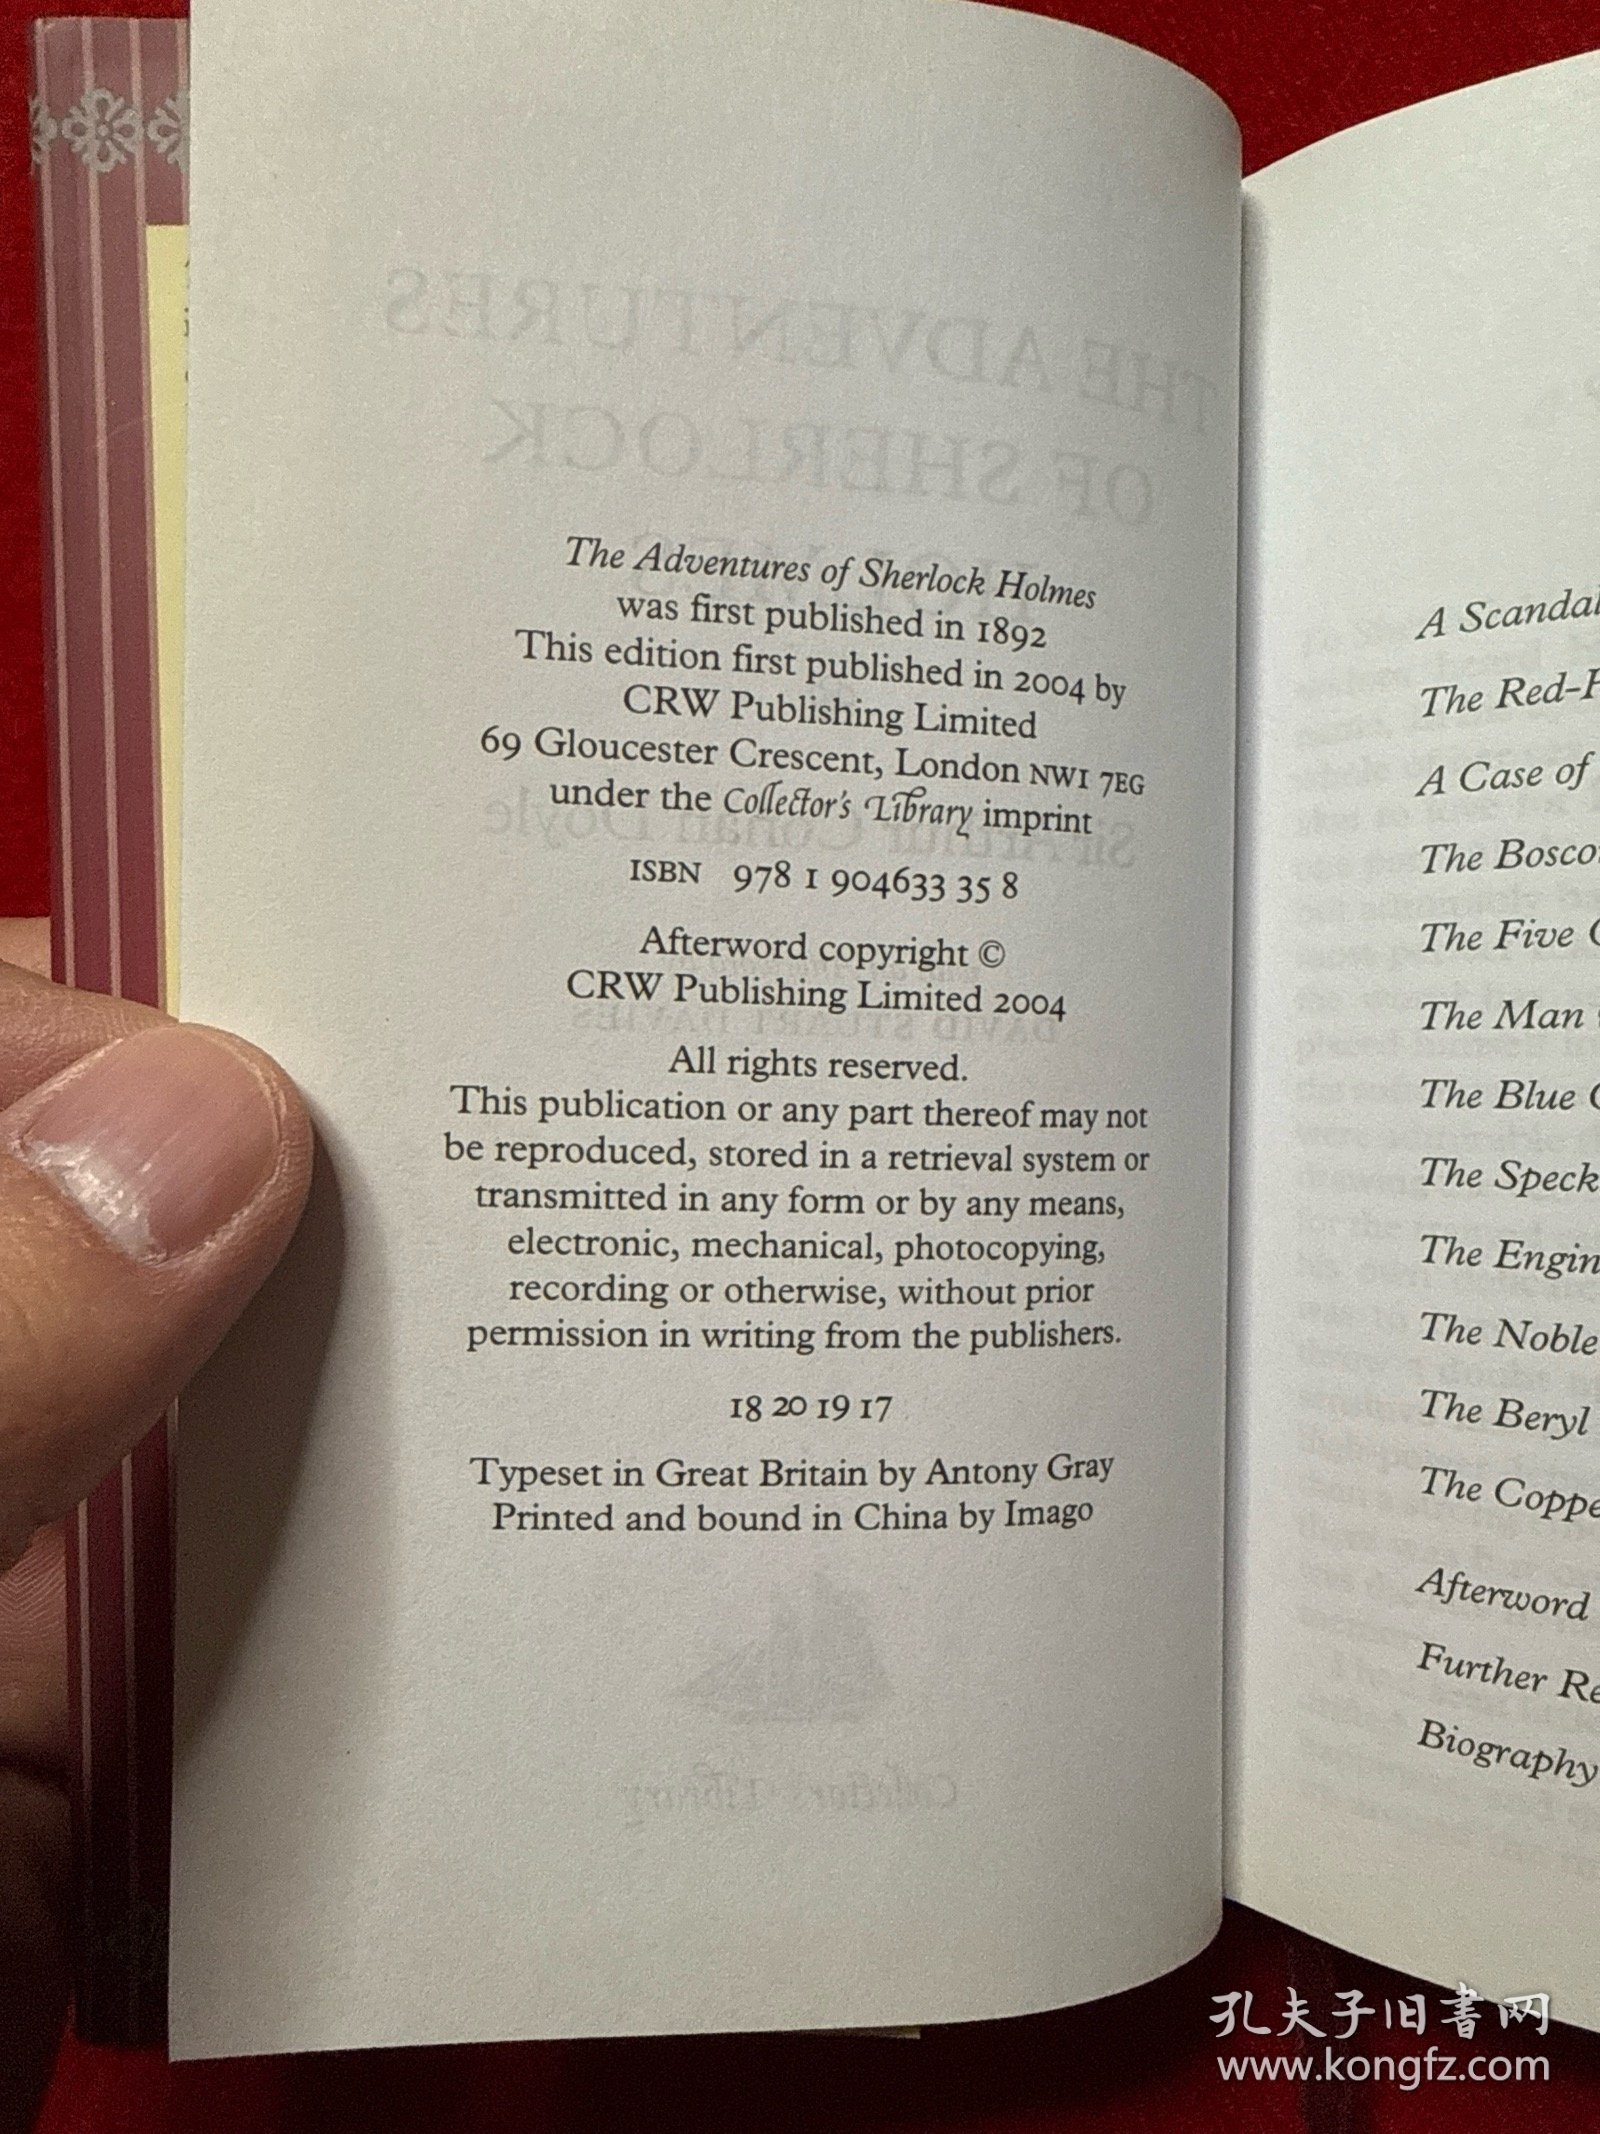 The Adventures of Sherlock Holmes
was first published in 1892
This edition first published in 2004 by
CRW Publishing Limited
69 Gloucester Crescent, London NW1 7EG
under the Collector's Library imprint
ISBN 978 1 904633 35 8
Afterword copyright ©
CRW Publishing Limited 2004
All rights reserved.
This publication or any part thereof may not
be reproduced, stored in a retrieval system or
transmitted in any form or by any means,
electronic, mechanical, photocopying,
recording or otherwise, without prior
permission in writing from the publishers.
18 20 19 17
Typeset in Great Britain by Antony Gray
Printed and bound in China by Imago
A Scandal
The Red-
A Case of
The
The Five
The Man
The Blue
The
The
The Noble
The Beryl
The
Afterword
Further
Biography
孔夫子旧书网
www.kongfz.com